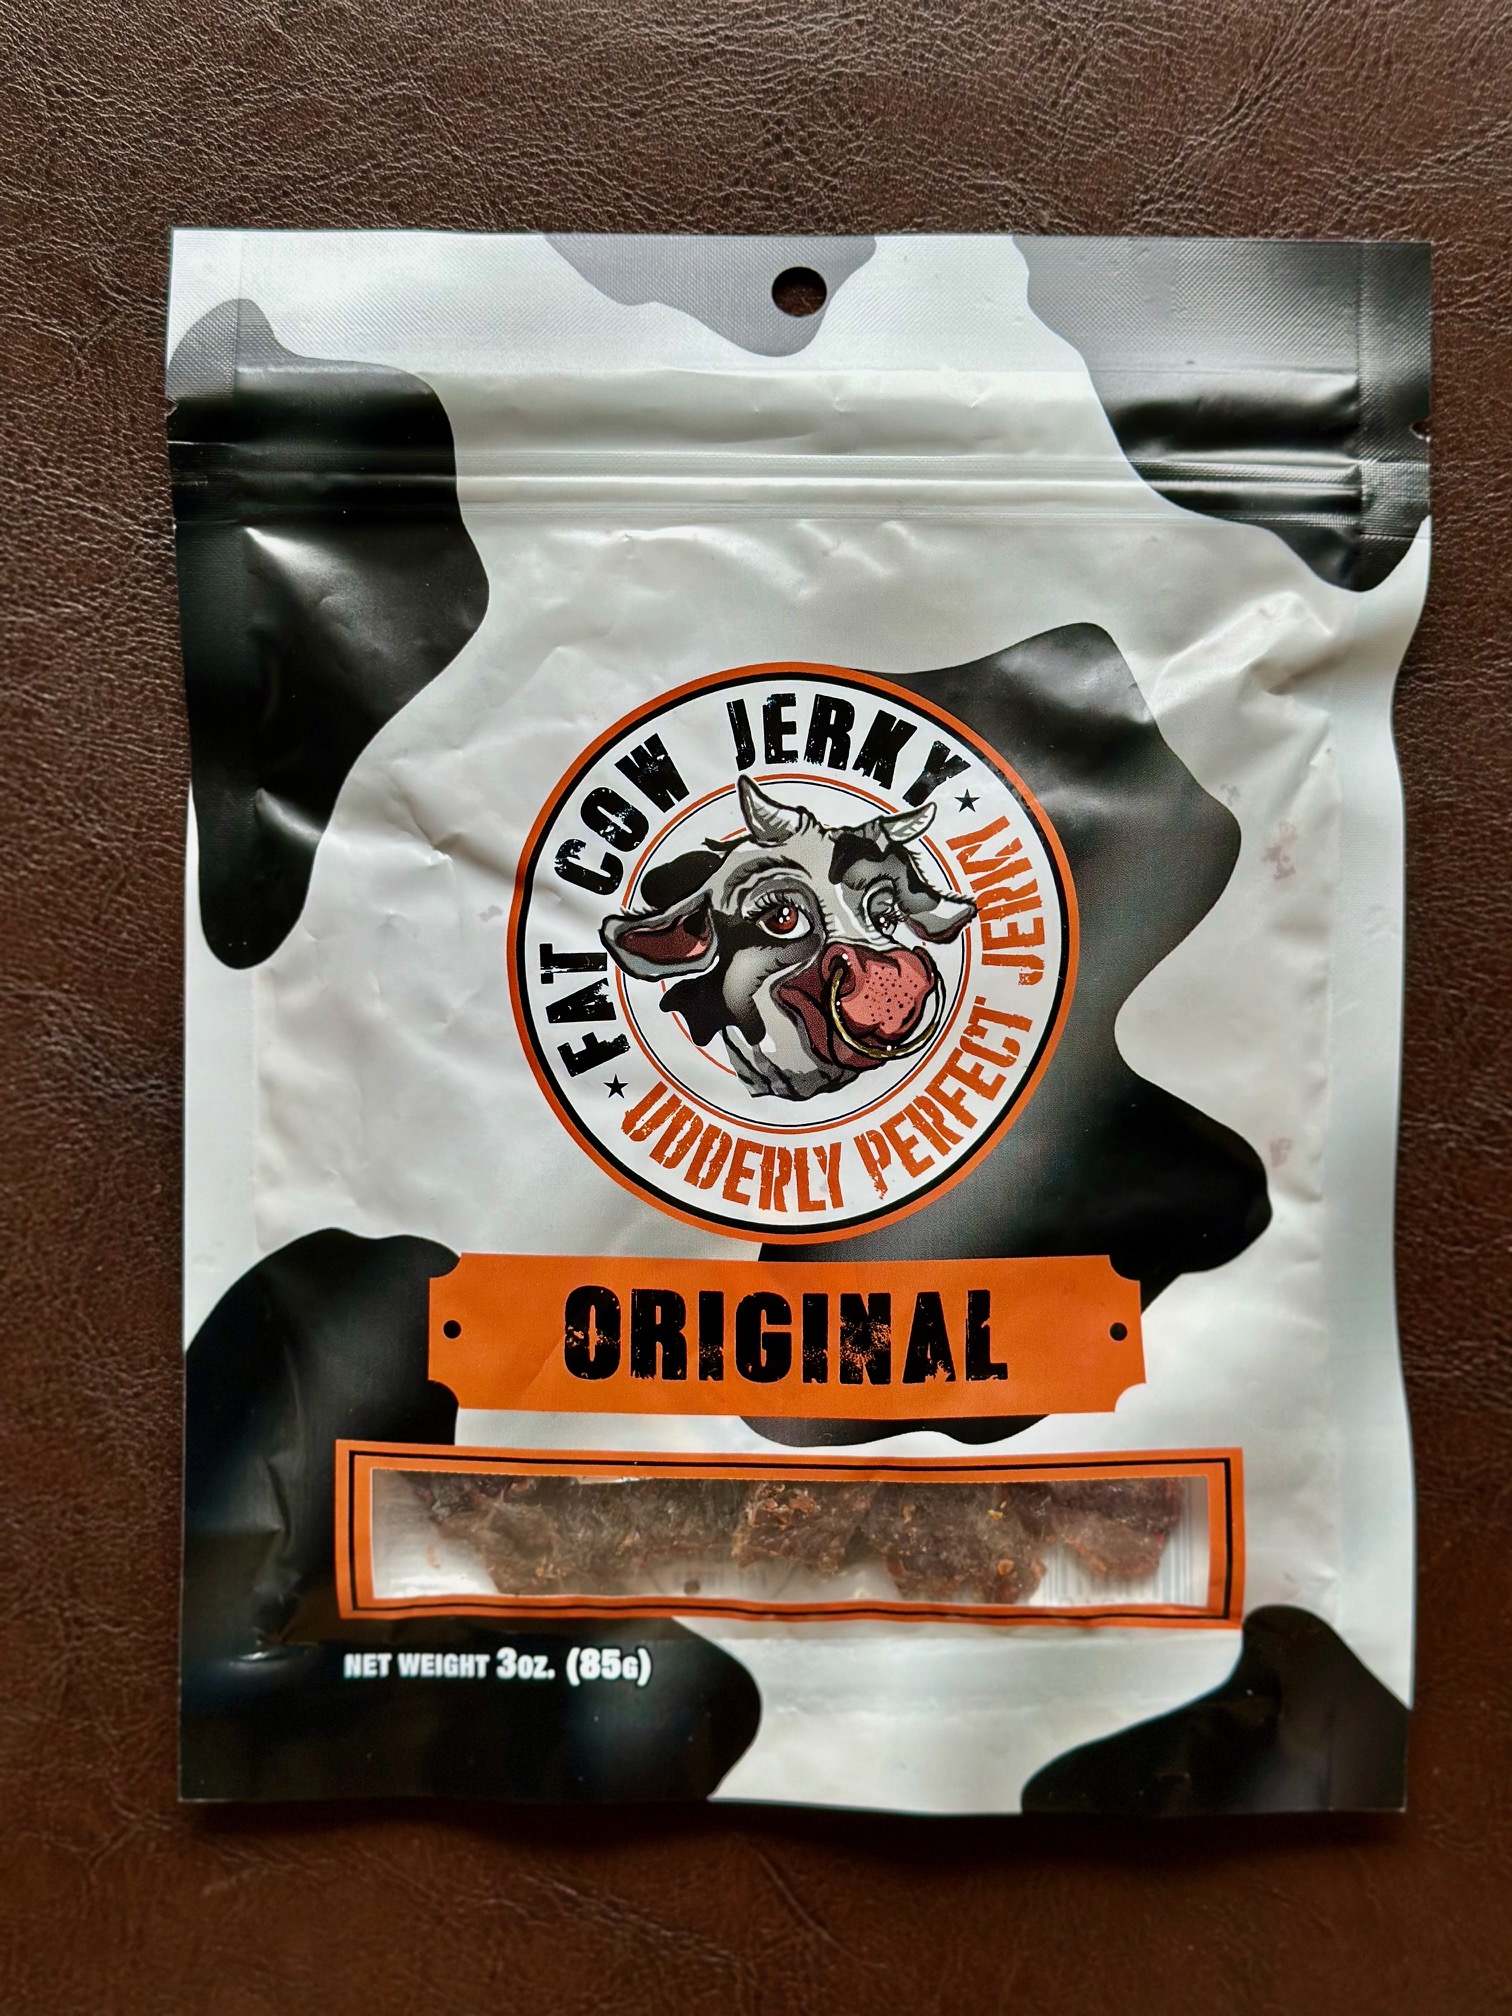 FAT COW JERKY
UDDERLY PERFECT JERKY
ORIGINAL
NET WEIGHT 3OZ. (85G)